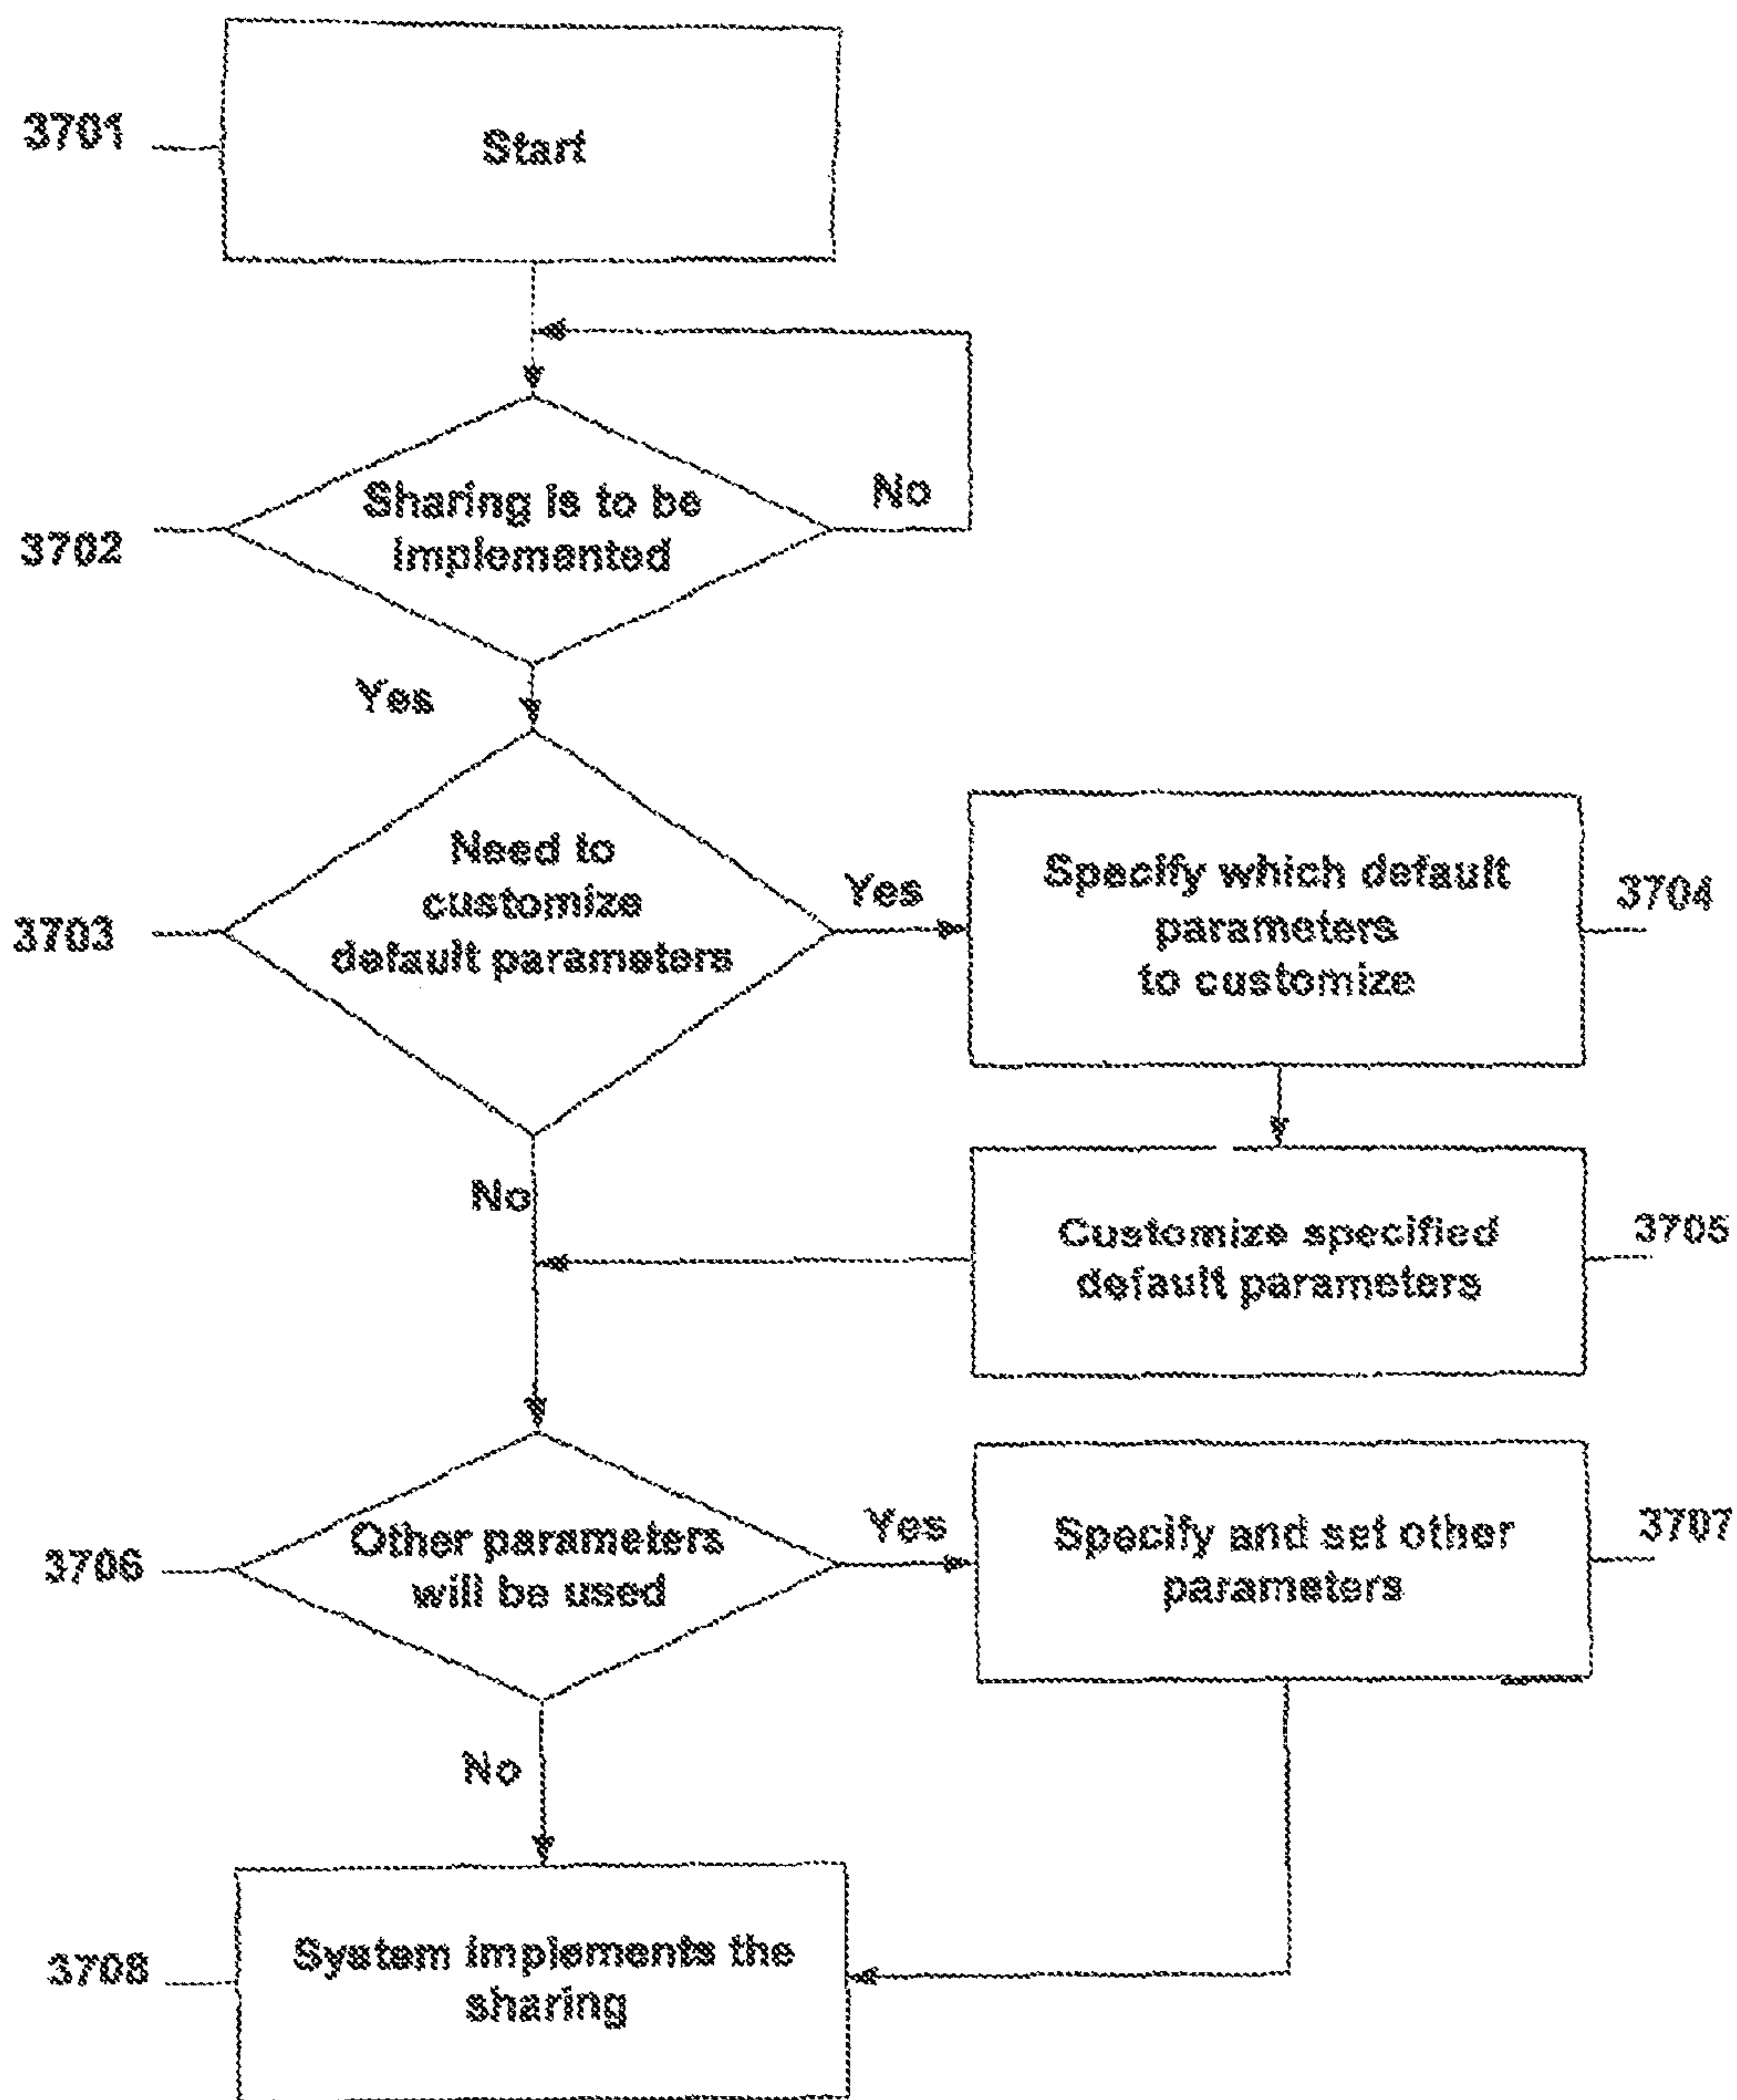 3701
Start
No
Sharing is to be
implemented
3702
Yes
Need to
customize
default parameters
3703
Yes
Specify which default
parameters
to customize
3704
No
Customize specified
default parameters
3705
Other parameters
will be used
3706
Yes
Specify and set other
parameters
3707
No
System implements the
sharing
3708